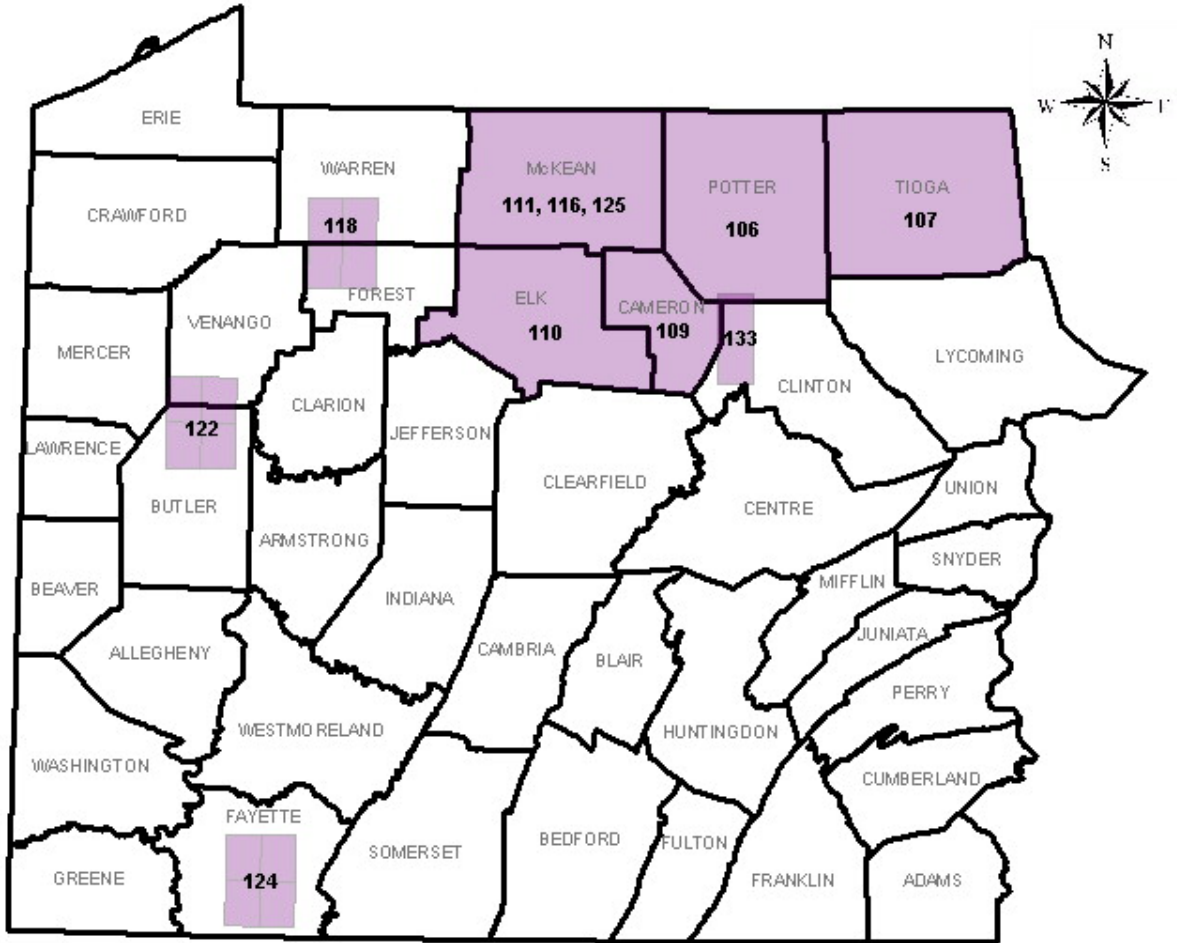 N
W
S
ERIE
WARREN
McKEAN
111, 116, 125
POTTER
106
TIOGA
107
CRAWFORD
118
FOREST
VENANGO
ELK
110
CAMERON
109
133
MERCER
LYCOMING
CLINTON
CLARION
122
JEFFERSON
LAWRENCE
CLEARFIELD
UNION
BUTLER
CENTRE
ARMSTRONG
SNYDER
BEAVER
MIFFLIN
INDIANA
JUNIATA
ALLEGHENY
CAMBRIA
BLAIR
PERRY
WESTMORELAND
HUNTINGDON
WASHINGTON
CUMBERLAND
FAYETTE
BEDFORD
FULTON
SOMERSET
GREENE
124
FRANKLIN
ADAMS